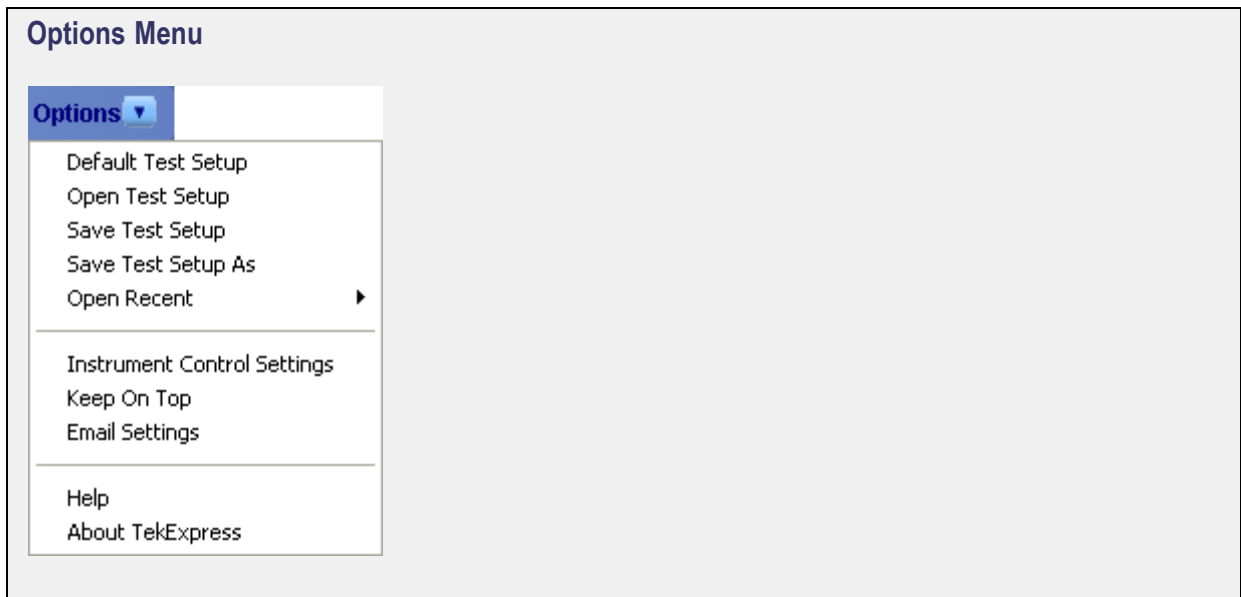 Options Menu
Options
Default Test Setup
Open Test Setup
Save Test Setup
Save Test Setup As
Open Recent
Instrument Control Settings
Keep On Top
Email Settings
Help
About TekExpress